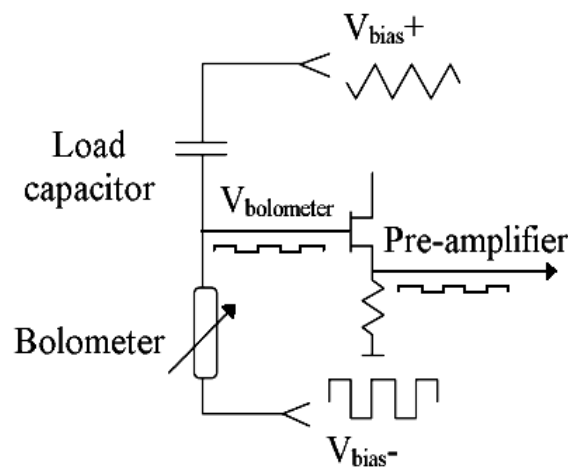 Vbias+
Load
capacitor
Vbolometer
Pre-amplifier
Bolometer
Vbias-